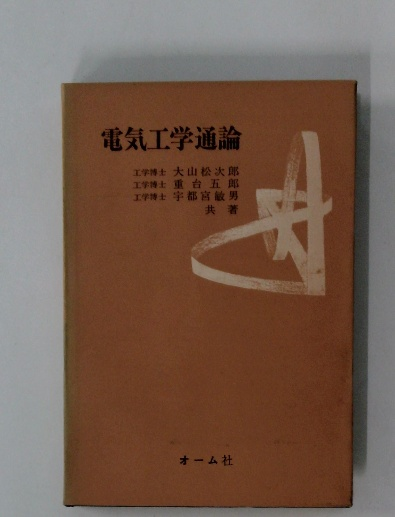 電気工学通論
工学博士 大山松次郎
工学博士 重台五郎
工学博士 宇都宮敏男
共著
オーム社